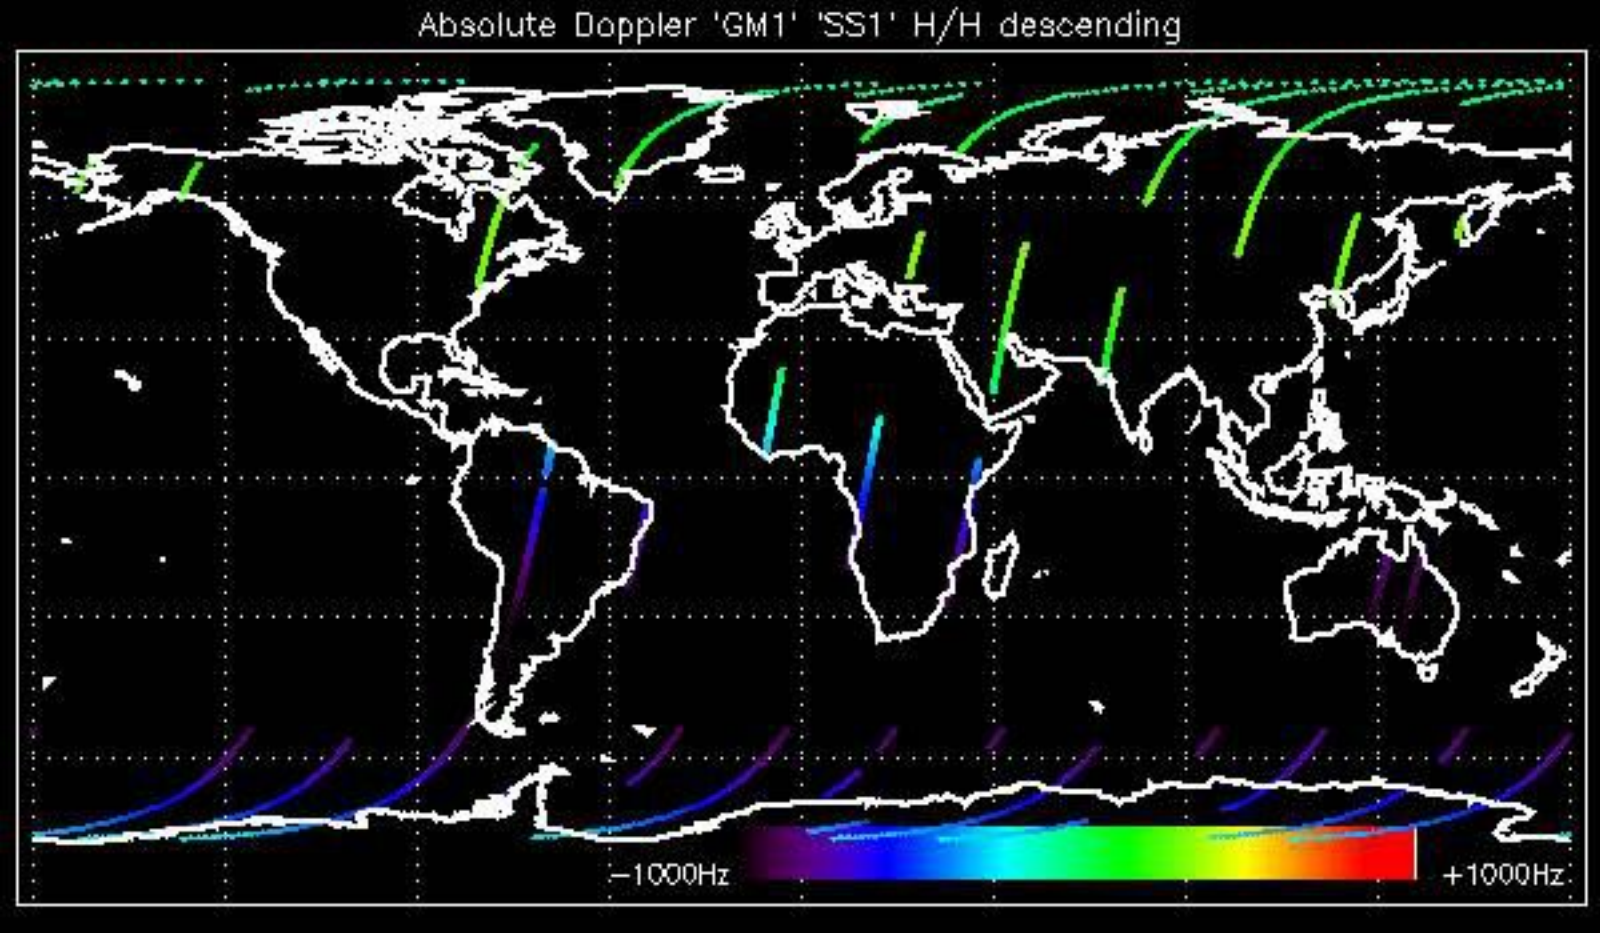 Absolute Doppler 'GM1' 'SS1' H/H descending
-1000Hz
+1000Hz